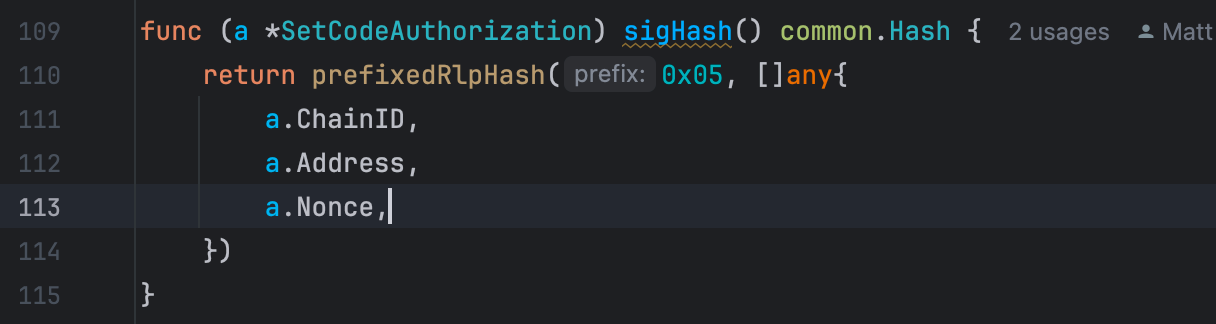 109 func (a *SetCodeAuthorization) sigHash() common.Hash { 2 usages Matt
110 return prefixedRlpHash( prefix: 0x05, []any{
111 a.ChainID,
112 a.Address,
113 a.Nonce,
114 })
115 }